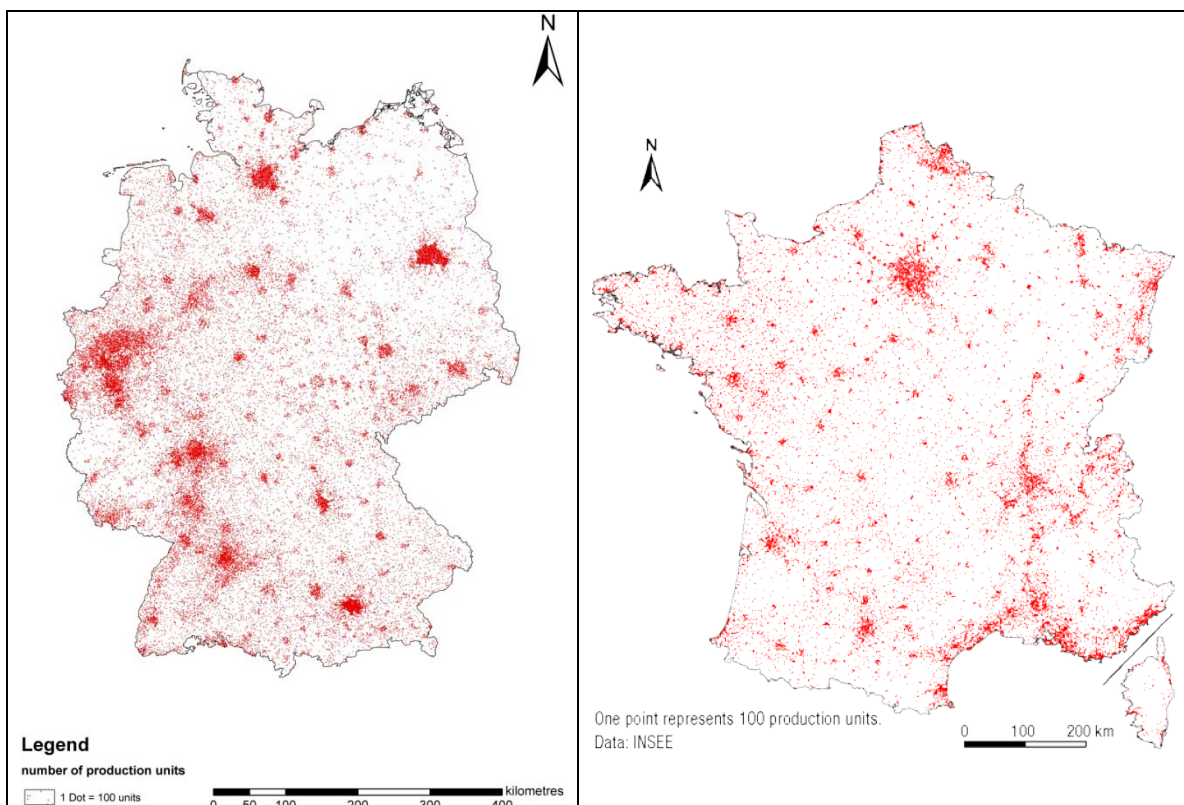 N
Legend
number of production units
1 Dot = 100 units
kilometres
0 50 100 200 300 400
N
One point represents 100 production units.
Data: INSEE
0 100 200 km